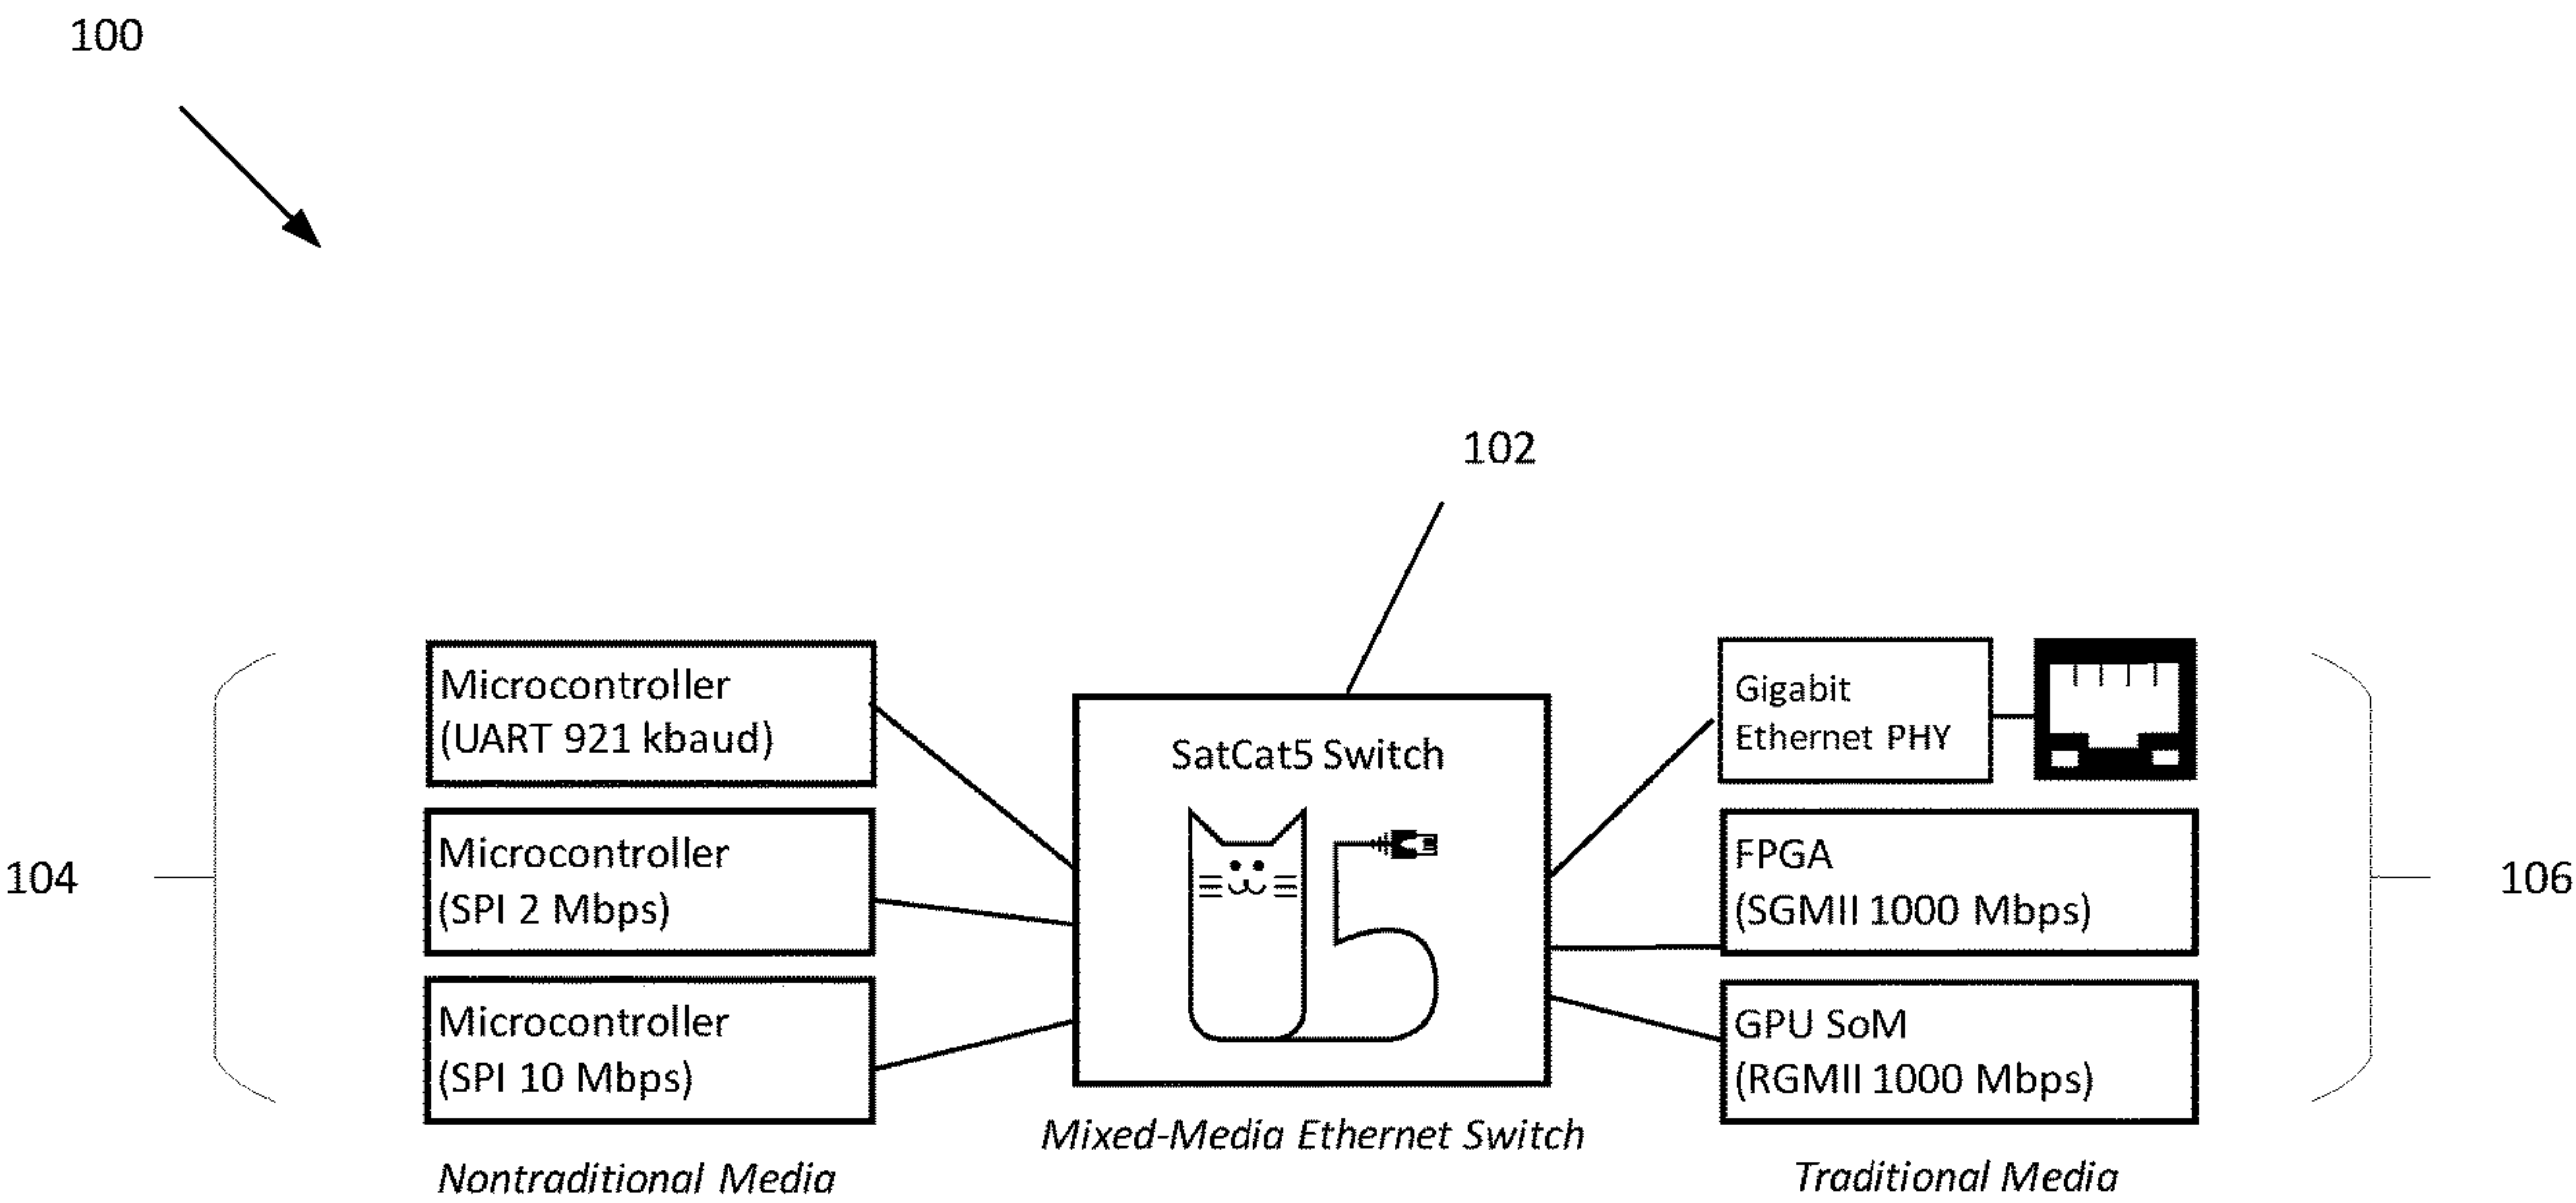 100
102
104
Microcontroller
(UART 921 kbaud)
Microcontroller
(SPI 2 Mbps)
Microcontroller
(SPI 10 Mbps)
Nontraditional Media
SatCat5 Switch
Mixed-Media Ethernet Switch
Gigabit
Ethernet PHY
FPGA
(SGMII 1000 Mbps)
GPU SoM
(RGMII 1000 Mbps)
Traditional Media
106